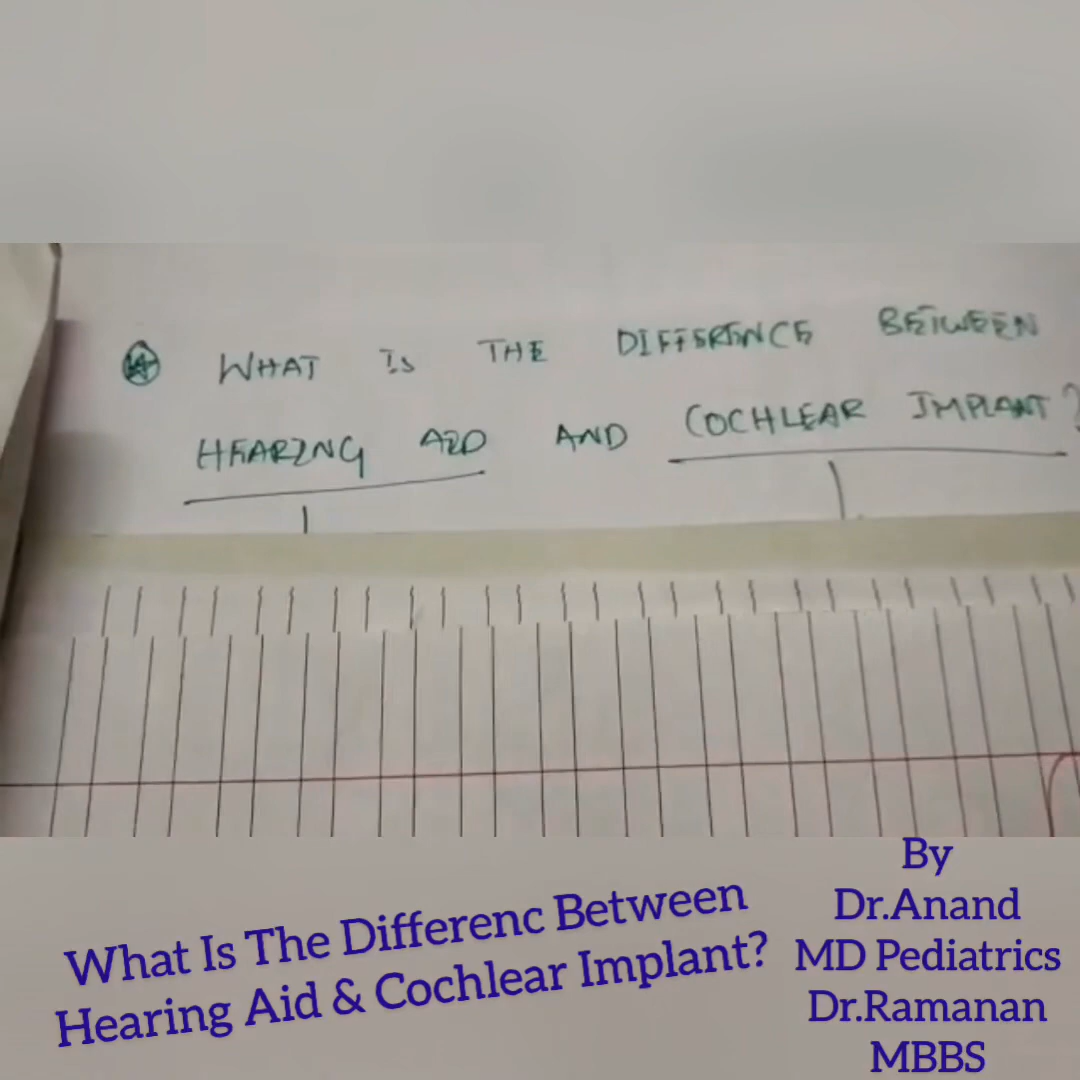 WHAT IS THE DIFFERENCE BETWEEN
HEARING AID AND COCHLEAR IMPLANT?
What Is The Differenc Between
Hearing Aid & Cochlear Implant?
By
Dr.Anand
MD Pediatrics
Dr.Ramanan
MBBS